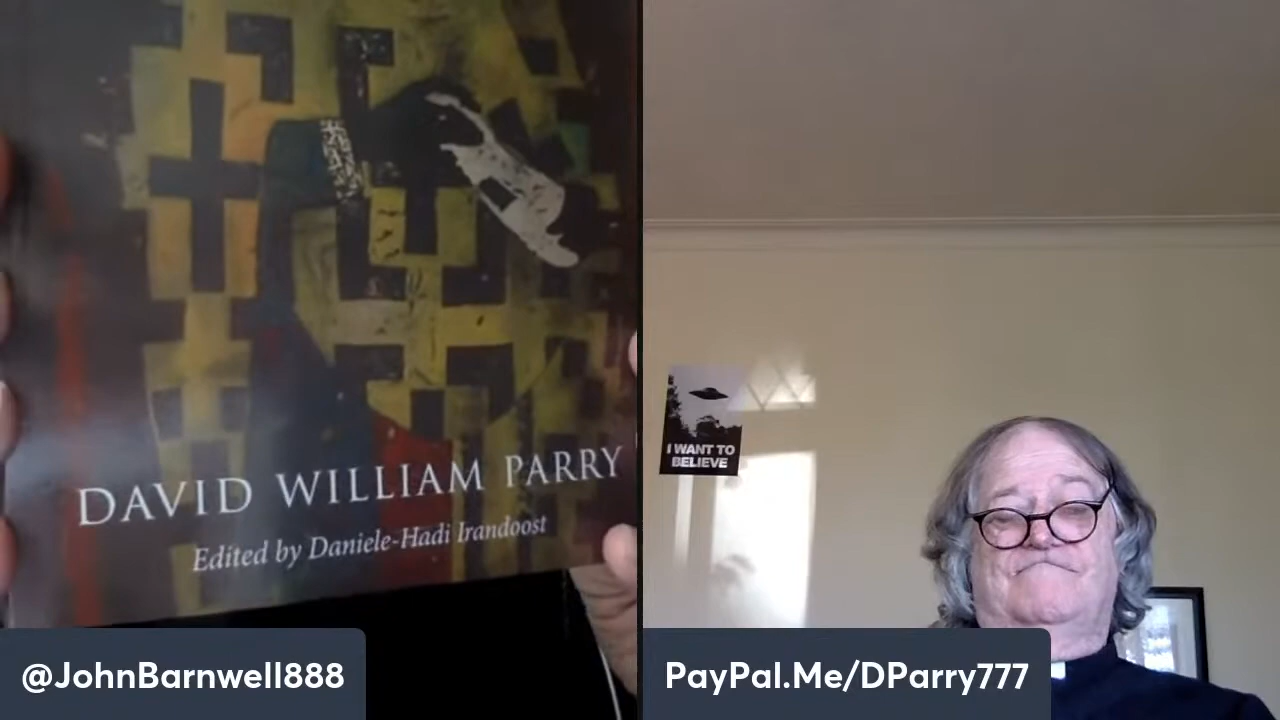 DAVID WILLIAM PARRY
Edited by Daniele-Hadi Irandoost
@JohnBarnwell888
I WANT TO
BELIEVE
PayPal.Me/DParry777